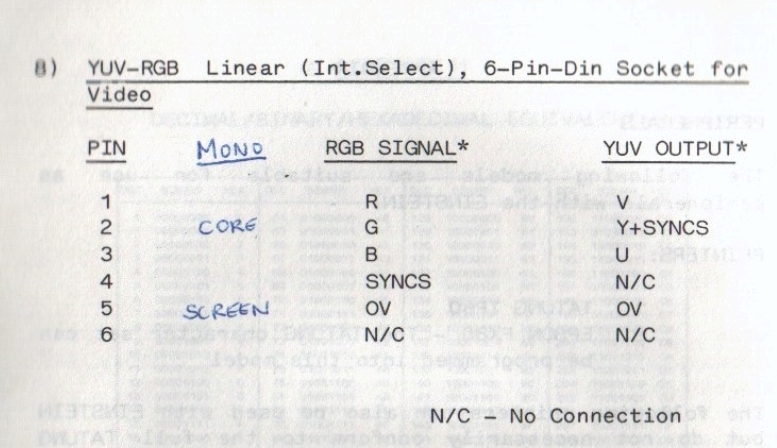 8) YUV-RGB Linear (Int.Select), 6-Pin-Din Socket for
Video
PIN MONO RGB SIGNAL* YUV OUTPUT*
1 R V
2 CORE G Y+SYNCS
3 B U
4 SYNCS N/C
5 SCREEN OV OV
6 N/C N/C
N/C - No Connection